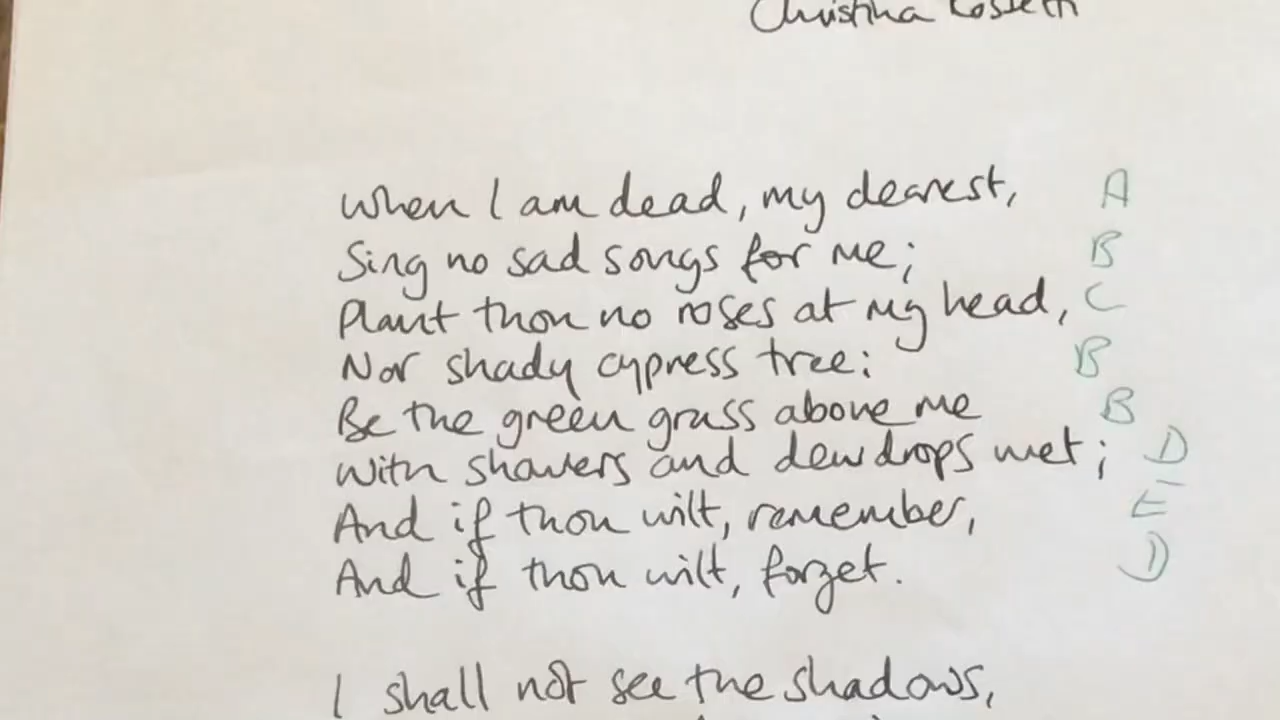 Christina Rossetti
When I am dead, my dearest, A
Sing no sad songs for me; B
Plant thou no roses at my head, C
Nor shady cypress tree: B
Be the green grass above me B
With showers and dewdrops wet; D
And if thou wilt, remember, E
And if thou wilt, forget. D
I shall not see the shadows,